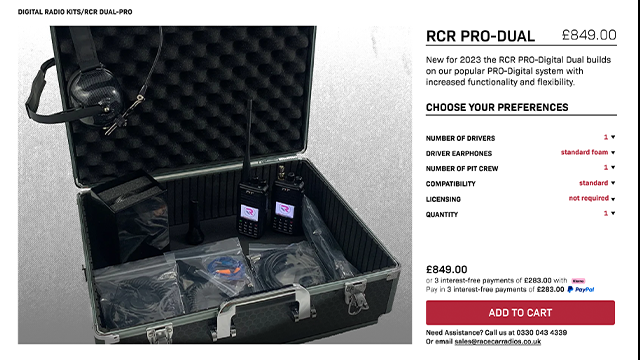 DIGITAL RADIO KITS/RCR DUAL-PRO
RCR PRO-DUAL £849.00
New for 2023 the RCR PRO-Digital Dual builds
on our popular PRO-Digital system with
increased functionality and flexibility.
CHOOSE YOUR PREFERENCES
NUMBER OF DRIVERS 1
DRIVER EARPHONES standard foam
NUMBER OF PIT CREW 1
COMPATIBILITY standard
LICENSING not required
QUANTITY 1
£849.00
or 3 interest-free payments of £283.00 with Klarna
Pay in 3 interest-free payments of £283.00 PayPal
ADD TO CART
Need Assistance? Call us at 0330 043 4339
Or email sales@racecarradios.co.uk